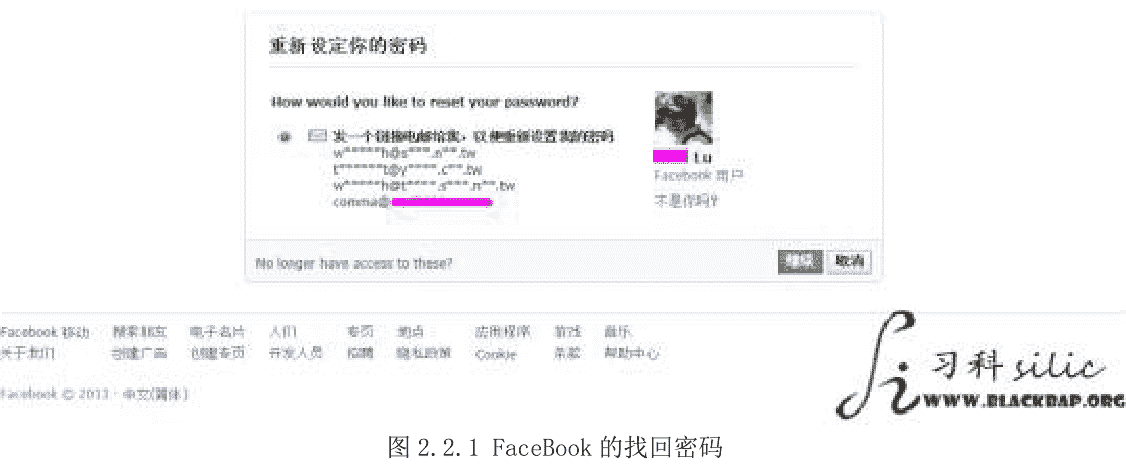 重新设定你的密码
How would you like to reset your password?
发一个链接电邮给我，以便重新设置我的密码
w*****h@s***.n**.tw
t******t@y****.c**.tw
w*****h@t****.s***.n**.tw
comma@
Lu
Facebook 用户
不是你吗?
No longer have access to these?
继续 取消
Facebook 移动 搜索朋友 电子名片 人们 专页 地点 应用程序 游戏 音乐
关于我们 创建广告 创建专页 开发人员 招聘 隐私政策 Cookie 条款 帮助中心
Facebook © 2013 · 中文(简体)
习科 silic
WWW.BLACKBAP.ORG
图 2.2.1 FaceBook 的找回密码